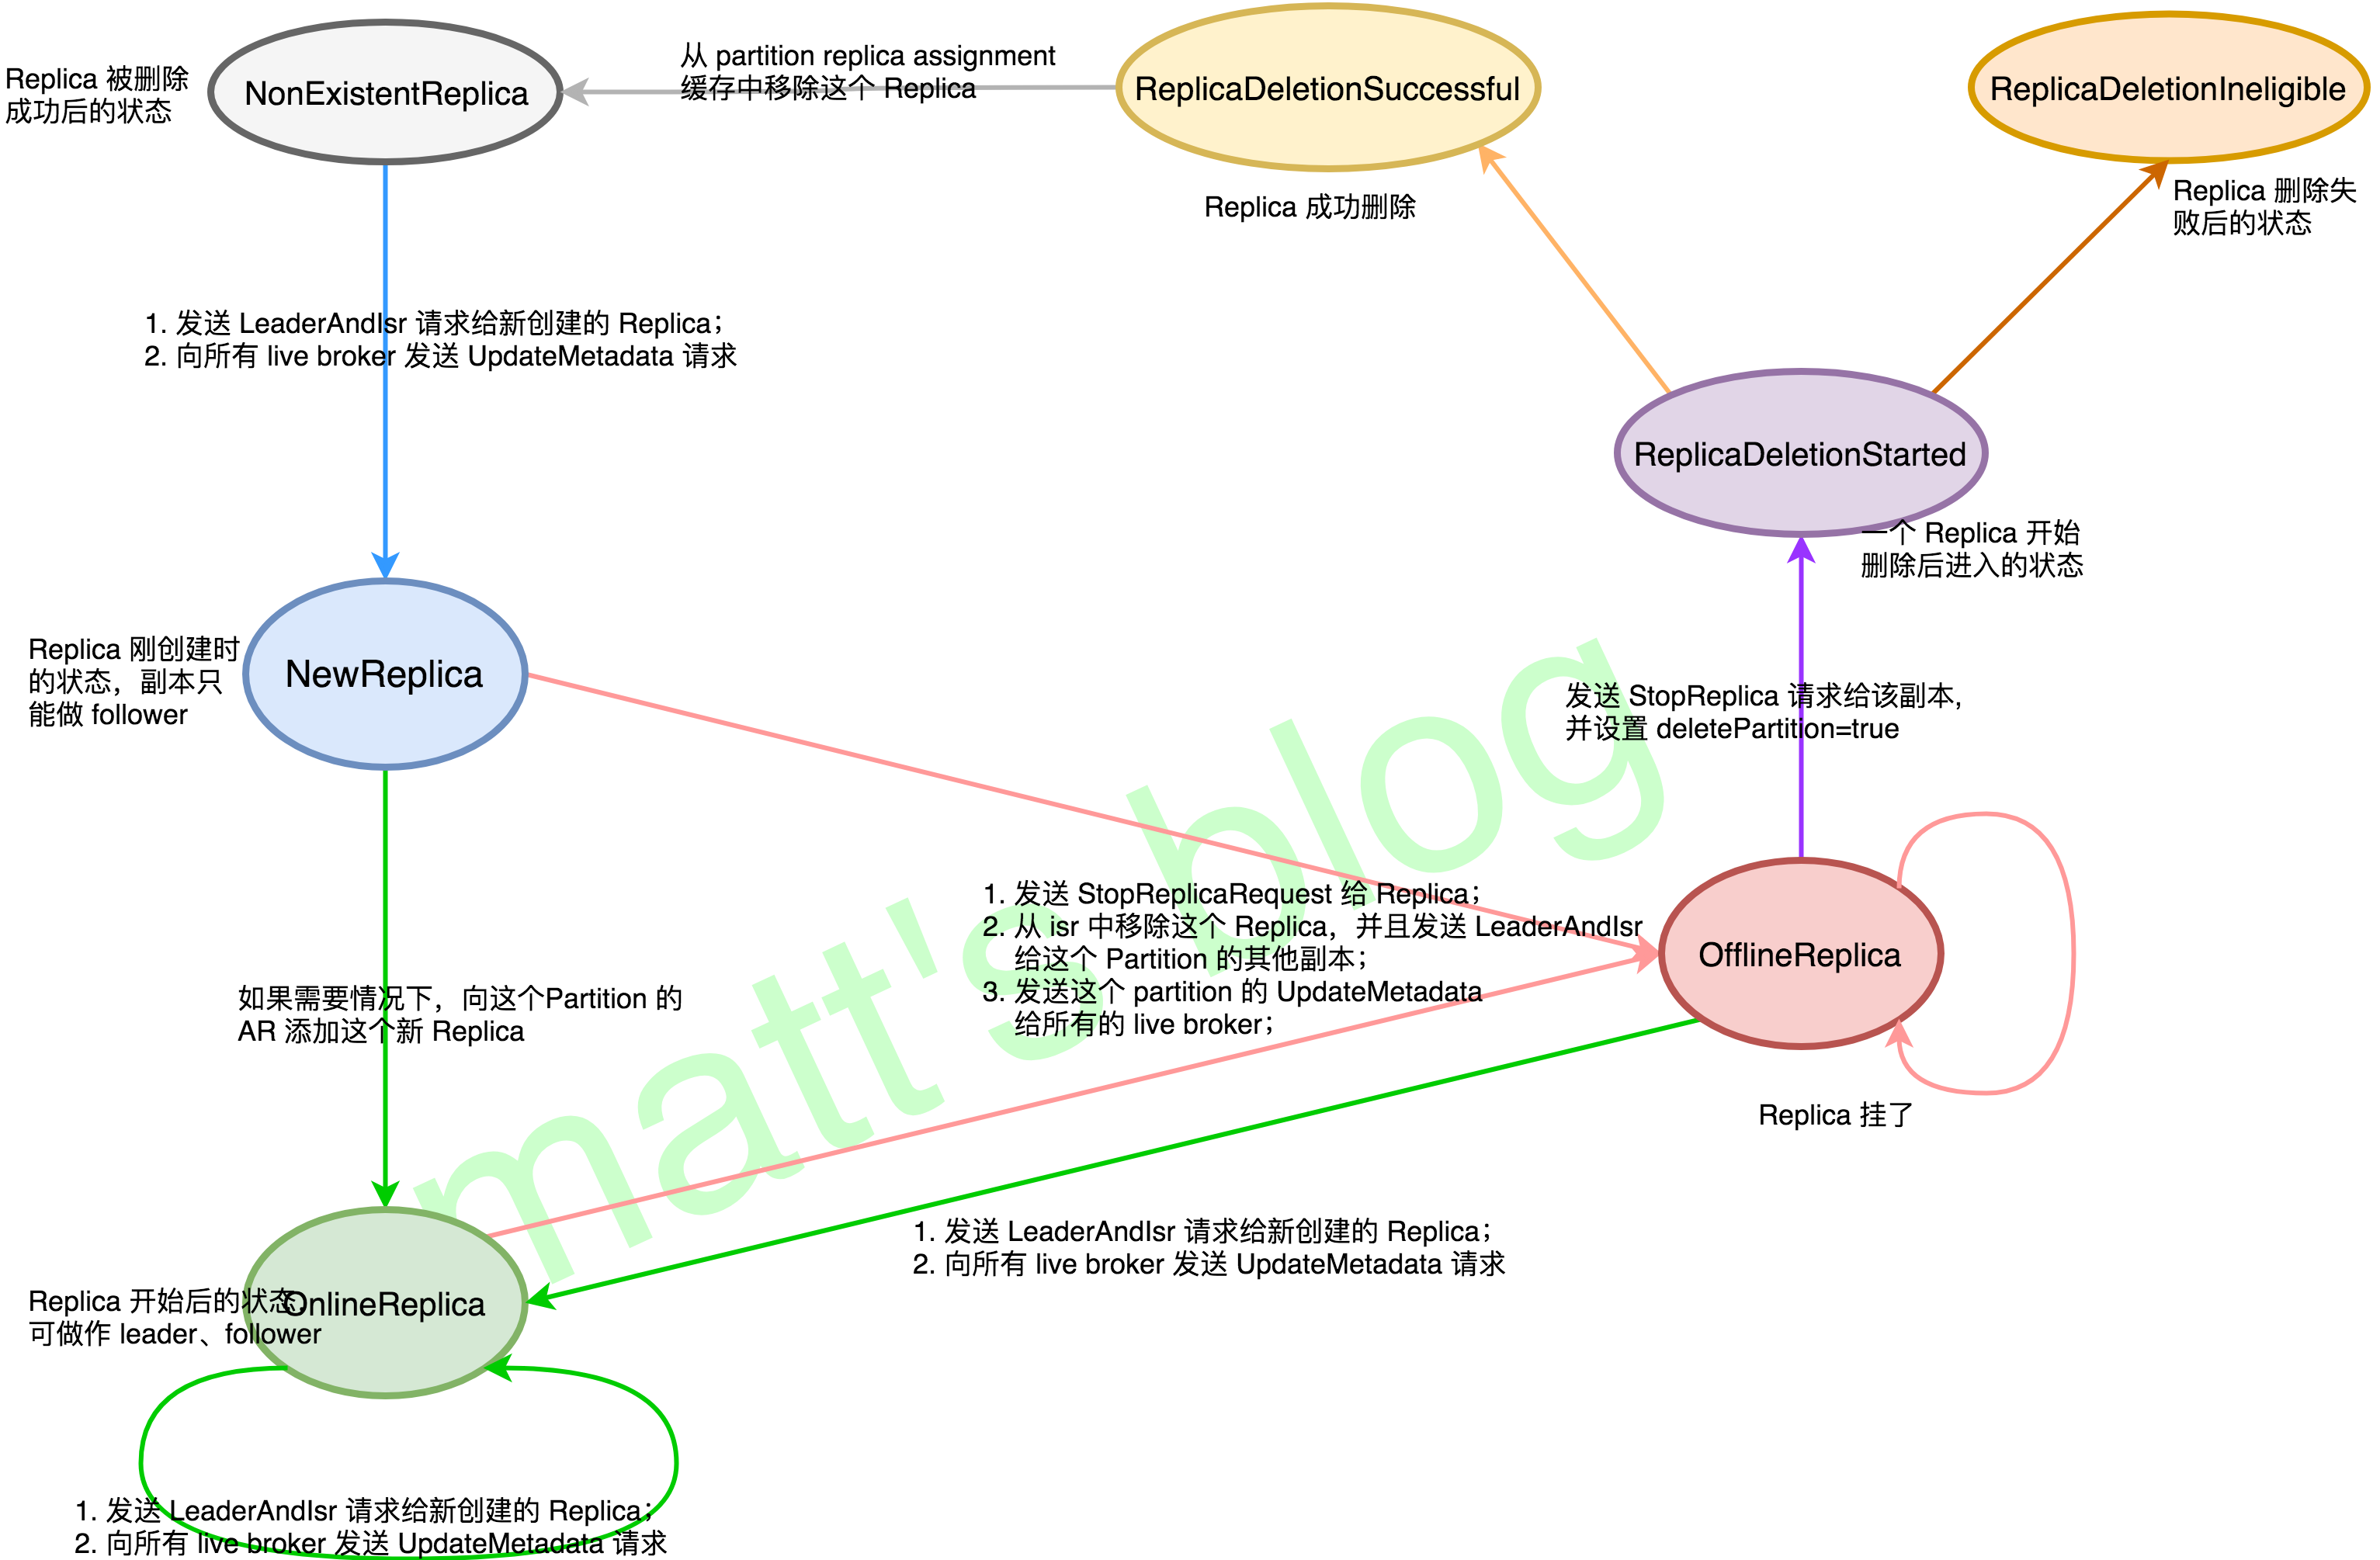 从 partition replica assignment
缓存中移除这个 Replica
Replica 被删除
成功后的状态
NonExistentReplica
ReplicaDeletionSuccessful
ReplicaDeletionIneligible
Replica 成功删除
Replica 删除失
败后的状态
1. 发送 LeaderAndIsr 请求给新创建的 Replica；
2. 向所有 live broker 发送 UpdateMetadata 请求
ReplicaDeletionStarted
一个 Replica 开始
删除后进入的状态
Replica 刚创建时
的状态，副本只
能做 follower
NewReplica
发送 StopReplica 请求给该副本,
并设置 deletePartition=true
1. 发送 StopReplicaRequest 给 Replica；
2. 从 isr 中移除这个 Replica，并且发送 LeaderAndIsr
给这个 Partition 的其他副本；
3. 发送这个 partition 的 UpdateMetadata
给所有的 live broker；
OfflineReplica
如果需要情况下，向这个Partition 的
AR 添加这个新 Replica
Replica 挂了
matt's blog
1. 发送 LeaderAndIsr 请求给新创建的 Replica；
2. 向所有 live broker 发送 UpdateMetadata 请求
Replica 开始后的状态,
可做作 leader、follower
OnlineReplica
1. 发送 LeaderAndIsr 请求给新创建的 Replica；
2. 向所有 live broker 发送 UpdateMetadata 请求